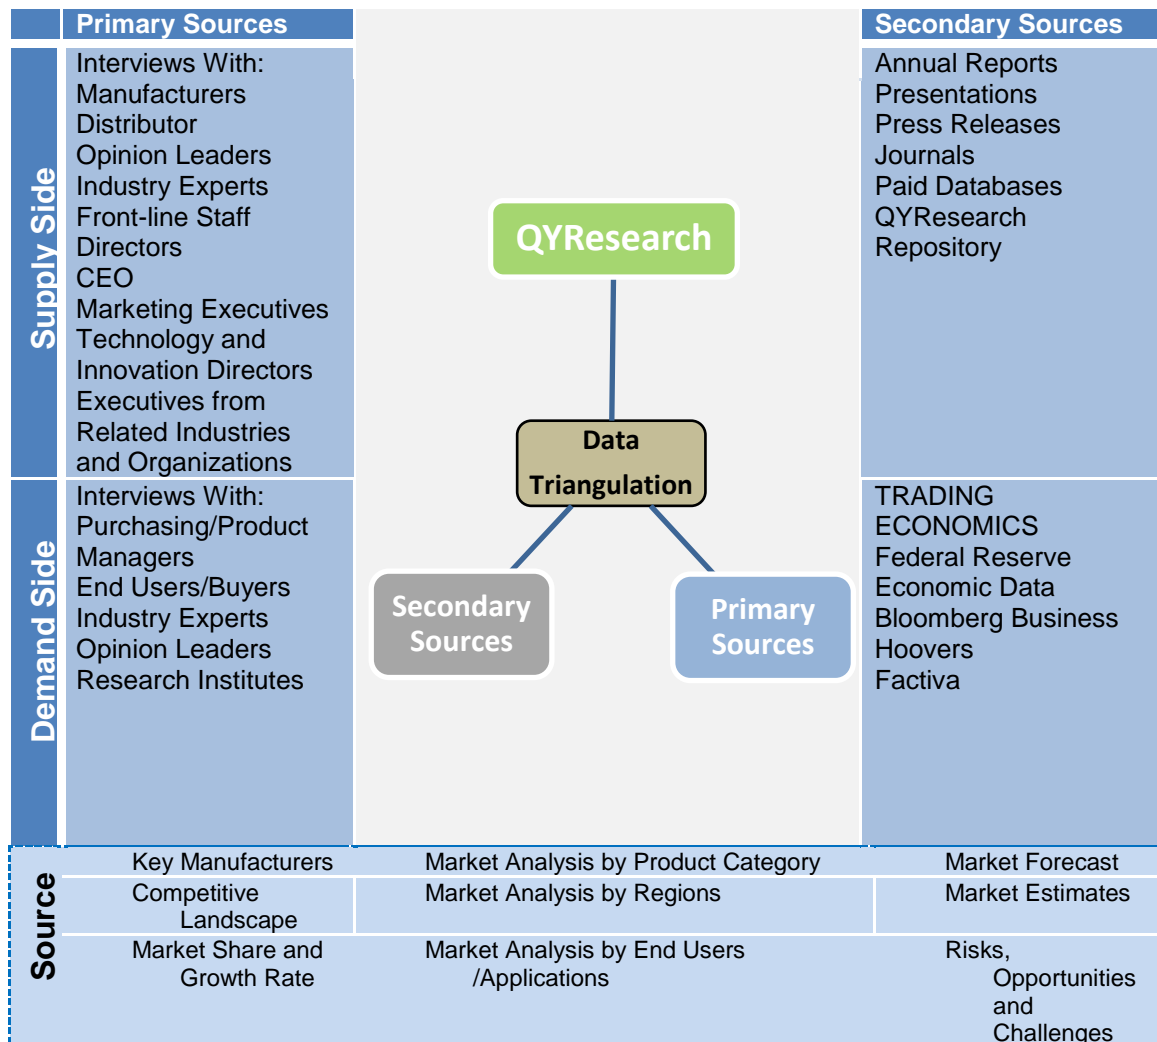 Primary Sources
Secondary Sources
Supply Side
Interviews With:
Manufacturers
Distributor
Opinion Leaders
Industry Experts
Front-line Staff
Directors
CEO
Marketing Executives
Technology and
Innovation Directors
Executives from
Related Industries
and Organizations
QYResearch
Data
Triangulation
Secondary
Sources
Primary
Sources
Annual Reports
Presentations
Press Releases
Journals
Paid Databases
QYResearch
Repository
Demand Side
Interviews With:
Purchasing/Product
Managers
End Users/Buyers
Industry Experts
Opinion Leaders
Research Institutes
TRADING
ECONOMICS
Federal Reserve
Economic Data
Bloomberg Business
Hoovers
Factiva
Source
Key Manufacturers
Market Analysis by Product Category
Market Forecast
Competitive
Landscape
Market Analysis by Regions
Market Estimates
Market Share and
Growth Rate
Market Analysis by End Users
/Applications
Risks,
Opportunities
and
Challenges